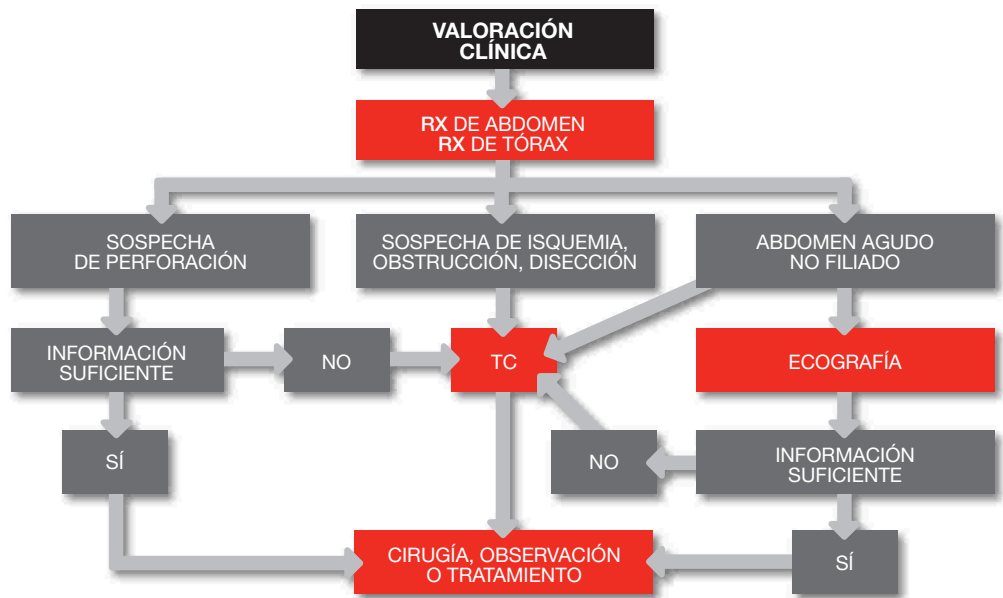 VALORACIÓN
CLÍNICA
RX DE ABDOMEN
RX DE TÓRAX
SOSPECHA
DE PERFORACIÓN
SOSPECHA DE ISQUEMIA,
OBSTRUCCIÓN, DISECCIÓN
ABDOMEN AGUDO
NO FILIADO
INFORMACIÓN
SUFICIENTE
NO
TC
ECOGRAFÍA
SÍ
NO
INFORMACIÓN
SUFICIENTE
CIRUGÍA, OBSERVACIÓN
O TRATAMIENTO
SÍ